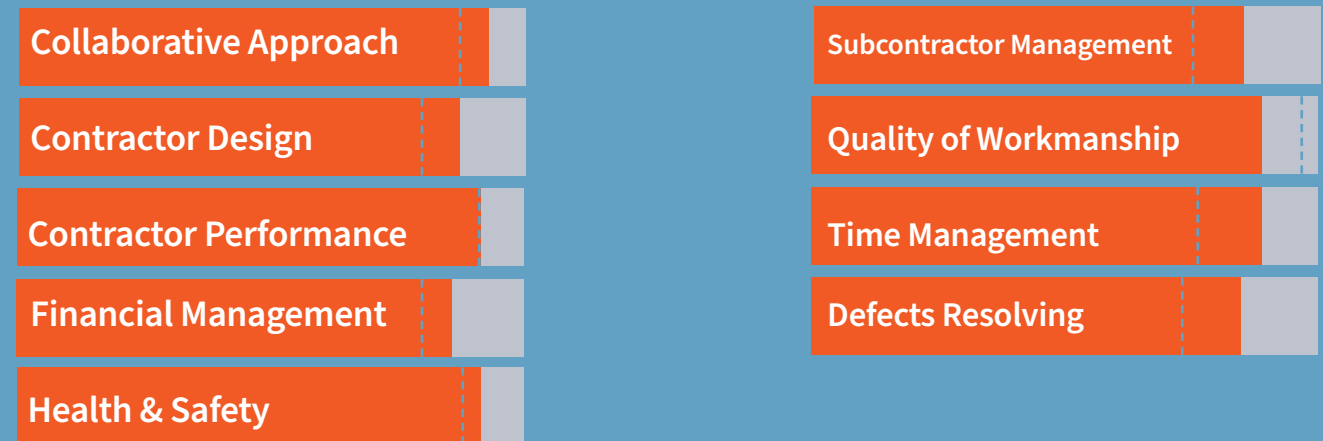 Collaborative Approach
Contractor Design
Contractor Performance
Financial Management
Health & Safety
Subcontractor Management
Quality of Workmanship
Time Management
Defects Resolving